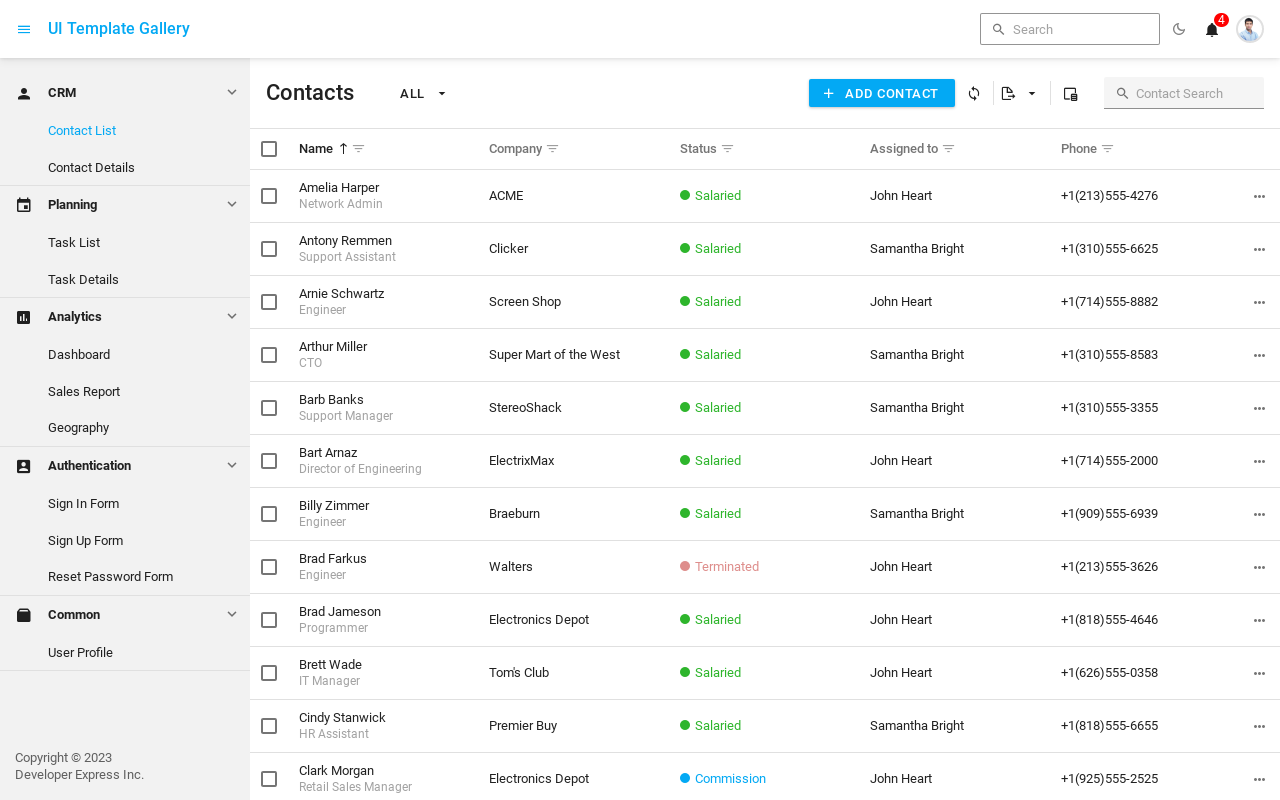 UI Template Gallery
Search
4
CRM
Contact List
Contact Details
Planning
Task List
Task Details
Analytics
Dashboard
Sales Report
Geography
Authentication
Sign In Form
Sign Up Form
Reset Password Form
Common
User Profile
Copyright © 2023
Developer Express Inc.
Contacts
ALL
ADD CONTACT
Contact Search
Name Company Status Assigned to Phone
Amelia Harper
Network Admin
ACME Salaried John Heart +1(213)555-4276
Antony Remmen
Support Assistant
Clicker Salaried Samantha Bright +1(310)555-6625
Arnie Schwartz
Engineer
Screen Shop Salaried John Heart +1(714)555-8882
Arthur Miller
CTO
Super Mart of the West Salaried Samantha Bright +1(310)555-8583
Barb Banks
Support Manager
StereoShack Salaried Samantha Bright +1(310)555-3355
Bart Arnaz
Director of Engineering
ElectrixMax Salaried John Heart +1(714)555-2000
Billy Zimmer
Engineer
Braeburn Salaried Samantha Bright +1(909)555-6939
Brad Farkus
Engineer
Walters Terminated John Heart +1(213)555-3626
Brad Jameson
Programmer
Electronics Depot Salaried John Heart +1(818)555-4646
Brett Wade
IT Manager
Tom's Club Salaried John Heart +1(626)555-0358
Cindy Stanwick
HR Assistant
Premier Buy Salaried Samantha Bright +1(818)555-6655
Clark Morgan
Retail Sales Manager
Electronics Depot Commission John Heart +1(925)555-2525